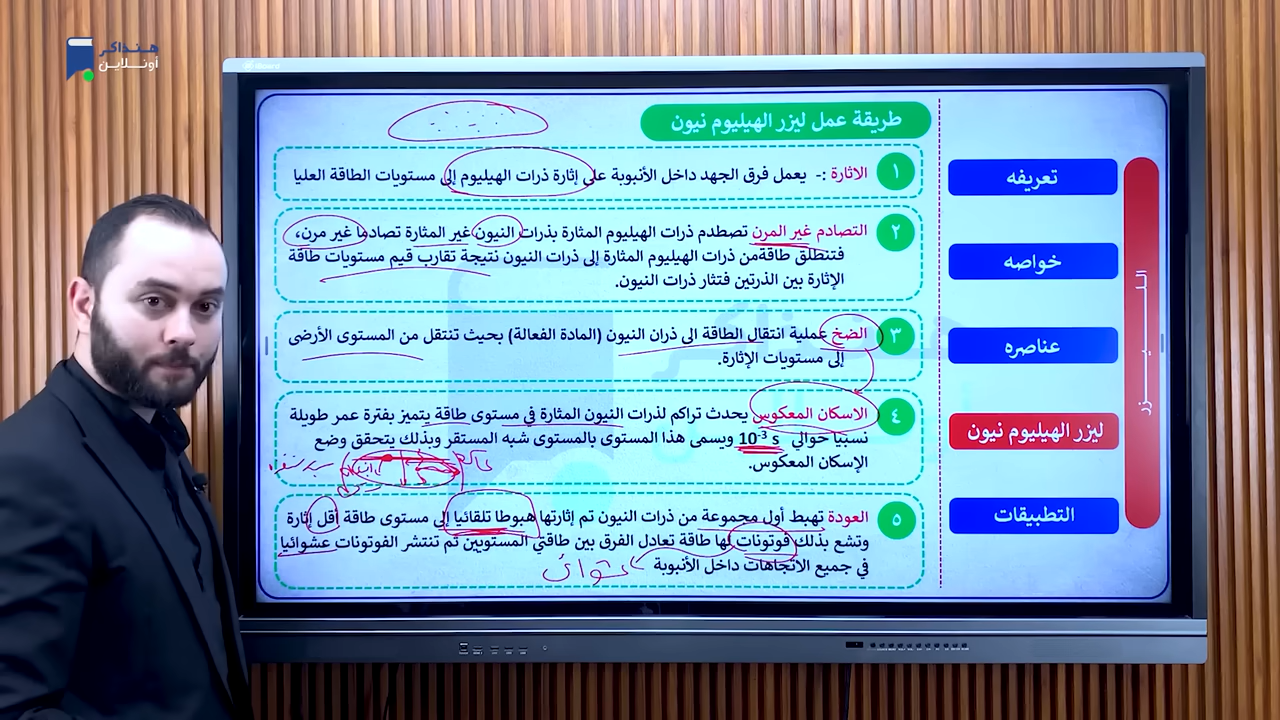 هنذاكر
أونلاين
طريقة عمل ليزر الهيليوم نيون
١
الاثارة :- يعمل فرق الجهد داخل الأنبوبة على إثارة ذرات الهيليوم إلى مستويات الطاقة العليا
٢
التصادم غير المرن تصطدم ذرات الهيليوم المثارة بذرات النيون غير المثارة تصادما غير مرن،
فتنطلق طاقةمن ذرات الهيليوم المثارة إلى ذرات النيون نتيجة تقارب قيم مستويات طاقة
الإثارة بين الذرتين فتثار ذرات النيون.
٣
الضخ عملية انتقال الطاقة الى ذران النيون (المادة الفعالة) بحيث تنتقل من المستوى الأرضى
إلى مستويات الإثارة.
٤
الاسكان المعكوس يحدث تراكم لذرات النيون المثارة في مستوى طاقة يتميز بفترة عمر طويلة
نسبيا حوالي 10⁻³ s ويسمى هذا المستوى بالمستوى شبه المستقر وبذلك يتحقق وضع
الإسكان المعكوس.
٥
العودة تهبط أول مجموعة من ذرات النيون تم إثارتها هبوطا تلقائيا إلى مستوى طاقة أقل إثارة
وتشع بذلك فوتونات لها طاقة تعادل الفرق بين طاقتي المستويين ثم تنتشر الفوتونات عشوائيا
في جميع الاتجاهات داخل الأنبوبة
الليـــزر
تعريفه
خواصه
عناصره
ليزر الهيليوم نيون
التطبيقات